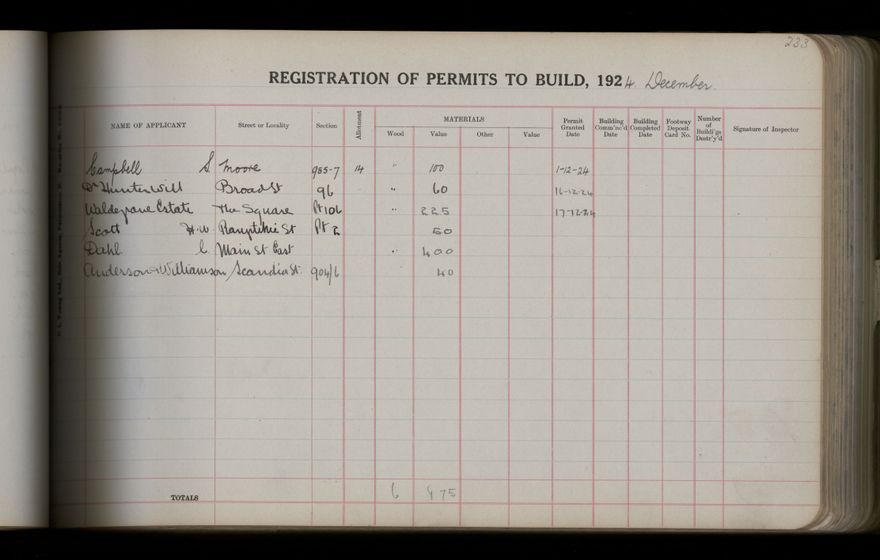 233
REGISTRATION OF PERMITS TO BUILD, 1924 December.
NAME OF APPLICANT Street or Locality Section Allotment MATERIALS Wood Value Other Value Permit Granted Date Building Comm'nc'd Date Building Completed Date Footway Deposit Card No. Number of Buildi'gs Destr'y'd Signature of Inspector
Campbell S. Moore 985-7 14 " 100 1-12-24
Dr Hunter Will Broad St 96 " 60 16-12-24
Waldegrave Estate The Square Pt 106 " 225 17-12-24
Scott H.W. Rangitikei St Pt 2 50
Dahl C Main St East " 400
Anderson & Williamson Scandia St. 904/6 40
TOTALS 6 875